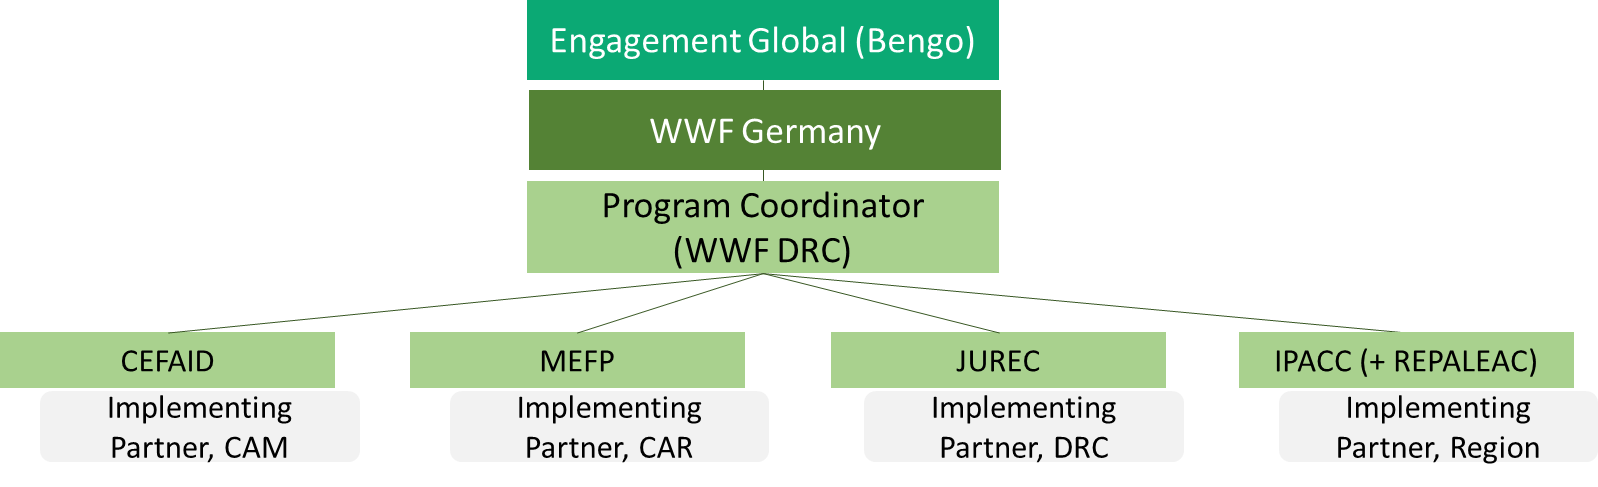 Engagement Global (Bengo)
WWF Germany
Program Coordinator
(WWF DRC)
CEFAID
Implementing
Partner, CAM
MEFP
Implementing
Partner, CAR
JUREC
Implementing
Partner, DRC
IPACC (+ REPALEAC)
Implementing
Partner, Region